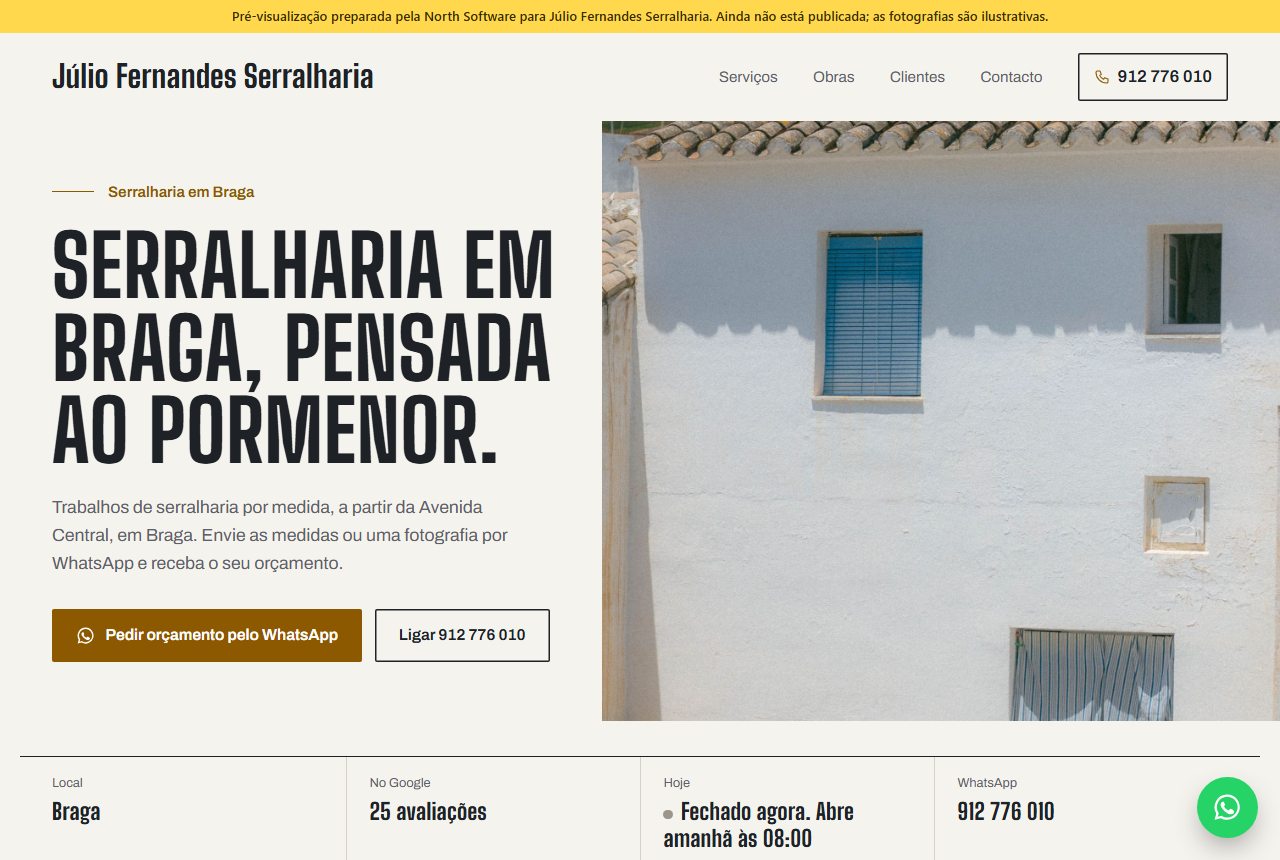 Pré-visualização preparada pela North Software para Júlio Fernandes Serralharia. Ainda não está publicada; as fotografias são ilustrativas.
Júlio Fernandes Serralharia
Serviços
Obras
Clientes
Contacto
912 776 010
Serralharia em Braga
SERRALHARIA EM
BRAGA, PENSADA
AO PORMENOR.
Trabalhos de serralharia por medida, a partir da Avenida
Central, em Braga. Envie as medidas ou uma fotografia por
WhatsApp e receba o seu orçamento.
Pedir orçamento pelo WhatsApp
Ligar 912 776 010
Local
Braga
No Google
25 avaliações
Hoje
Fechado agora. Abre
amanhã às 08:00
WhatsApp
912 776 010